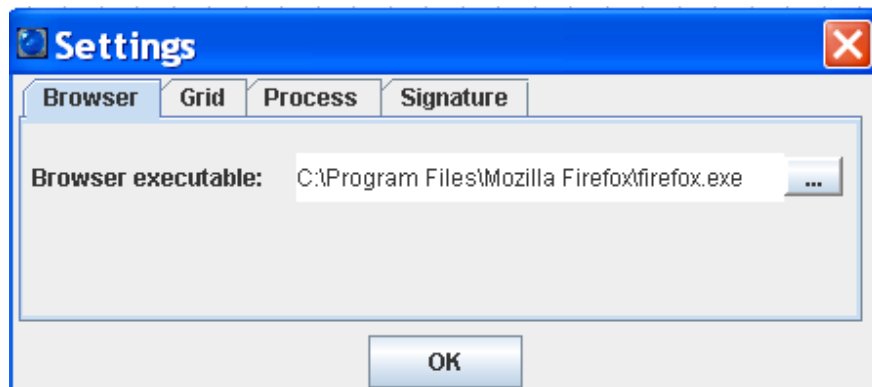 Settings
Browser Grid Process Signature
Browser executable: C:\Program Files\Mozilla Firefox\firefox.exe ...
OK